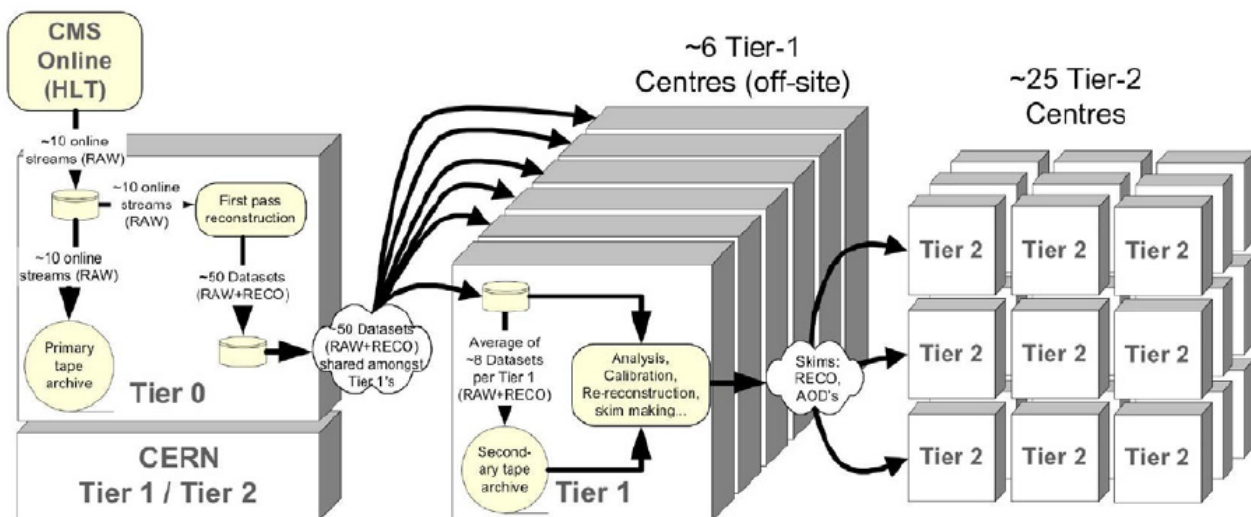 CMS
Online
(HLT)
~10 online
streams (RAW)
~10 online
streams
(RAW)
First pass
reconstruction
~10 online
streams (RAW)
~50 Datasets
(RAW+RECO)
Primary
tape
archive
Tier 0
CERN
Tier 1 / Tier 2
~50 Datasets
(RAW+RECO)
shared amongst
Tier 1's
~6 Tier-1
Centres (off-site)
Average of
~8 Datasets
per Tier 1
(RAW+RECO)
Second-
ary tape
archive
Analysis,
Calibration,
Re-reconstruction,
skim making...
Tier 1
Skims:
RECO,
AOD's
~25 Tier-2
Centres
Tier 2
Tier 2
Tier 2
Tier 2
Tier 2
Tier 2
Tier 2
Tier 2
Tier 2